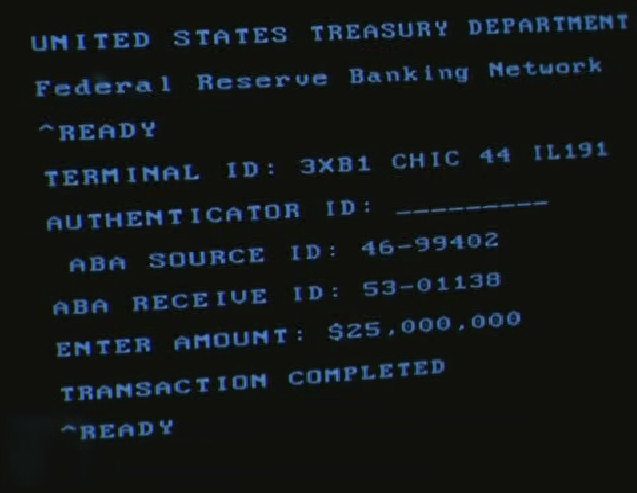 UNITED STATES TREASURY DEPARTMENT
Federal Reserve Banking Network
^READY
TERMINAL ID: 3XB1 CHIC 44 IL191
AUTHENTICATOR ID: _________
ABA SOURCE ID: 46-99402
ABA RECEIVE ID: 53-01138
ENTER AMOUNT: $25,000,000
TRANSACTION COMPLETED
^READY